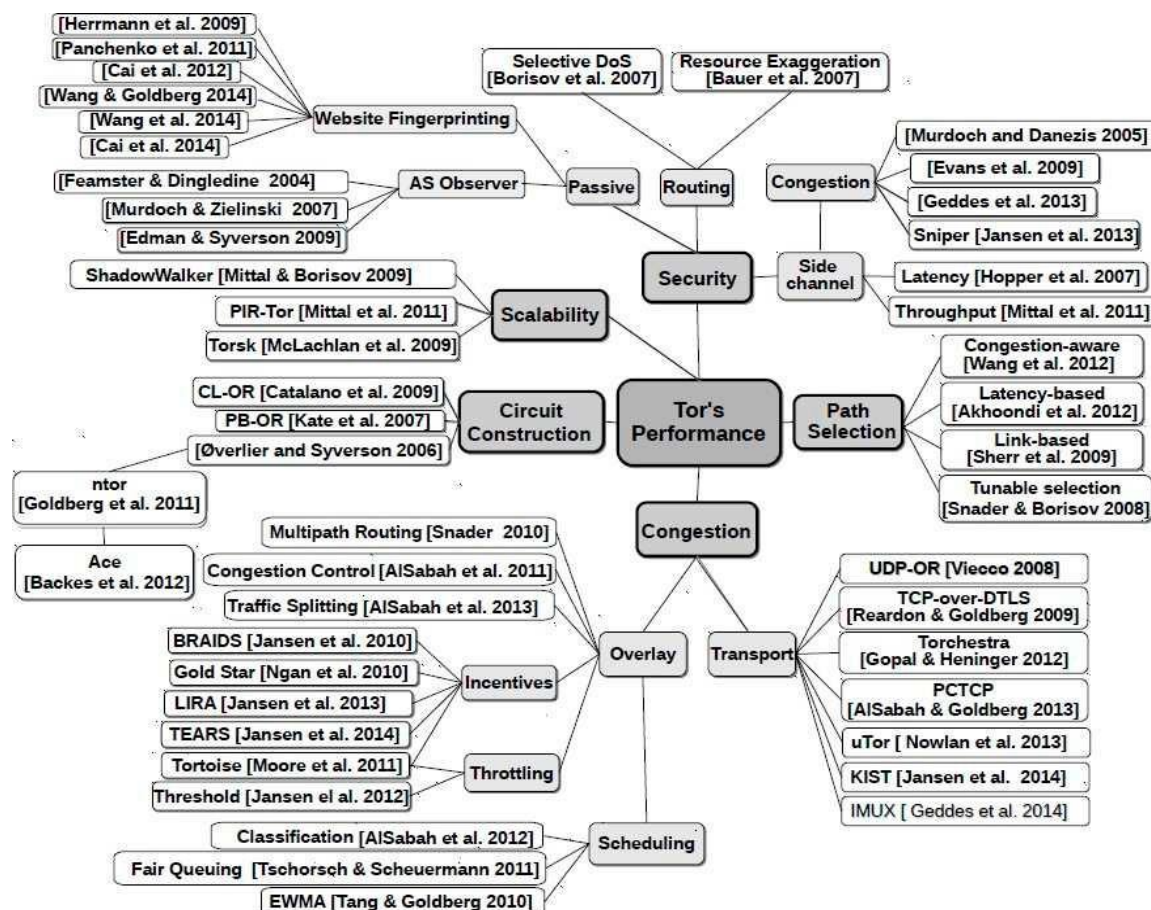 [Herrmann et al. 2009]
[Panchenko et al. 2011]
[Cai et al. 2012]
[Wang & Goldberg 2014]
[Wang et al. 2014]
[Cai et al. 2014]
Website Fingerprinting
Selective DoS
[Borisov et al. 2007]
Resource Exaggeration
[Bauer et al. 2007]
[Feamster & Dingledine 2004]
[Murdoch & Zielinski 2007]
[Edman & Syverson 2009]
AS Observer
Passive
Routing
Congestion
[Murdoch and Danezis 2005]
[Evans et al. 2009]
[Geddes et al. 2013]
Sniper [Jansen et al. 2013]
Security
Side
channel
Latency [Hopper et al. 2007]
Throughput [Mittal et al. 2011]
ShadowWalker [Mittal & Borisov 2009]
PIR-Tor [Mittal et al. 2011]
Torsk [McLachlan et al. 2009]
Scalability
CL-OR [Catalano et al. 2009]
PB-OR [Kate et al. 2007]
[Øverlier and Syverson 2006]
Circuit
Construction
Tor's
Performance
Path
Selection
Congestion-aware
[Wang et al. 2012]
Latency-based
[Akhoondi et al. 2012]
Link-based
[Sherr et al. 2009]
Tunable selection
[Snader & Borisov 2008]
ntor
[Goldberg et al. 2011]
Ace
[Backes et al. 2012]
Congestion
Multipath Routing [Snader 2010]
Congestion Control [AlSabah et al. 2011]
Traffic Splitting [AlSabah et al. 2013]
BRAIDS [Jansen et al. 2010]
Gold Star [Ngan et al. 2010]
LIRA [Jansen et al. 2013]
TEARS [Jansen et al. 2014]
Tortoise [Moore et al. 2011]
Threshold [Jansen el al. 2012]
Incentives
Throttling
Overlay
Transport
UDP-OR [Viecco 2008]
TCP-over-DTLS
[Reardon & Goldberg 2009]
Torchestra
[Gopal & Heninger 2012]
PCTCP
[AlSabah & Goldberg 2013]
uTor [ Nowlan et al. 2013]
KIST [Jansen et al. 2014]
IMUX [ Geddes et al. 2014]
Classification [AlSabah et al. 2012]
Fair Queuing [Tschorsch & Scheuermann 2011]
EWMA [Tang & Goldberg 2010]
Scheduling